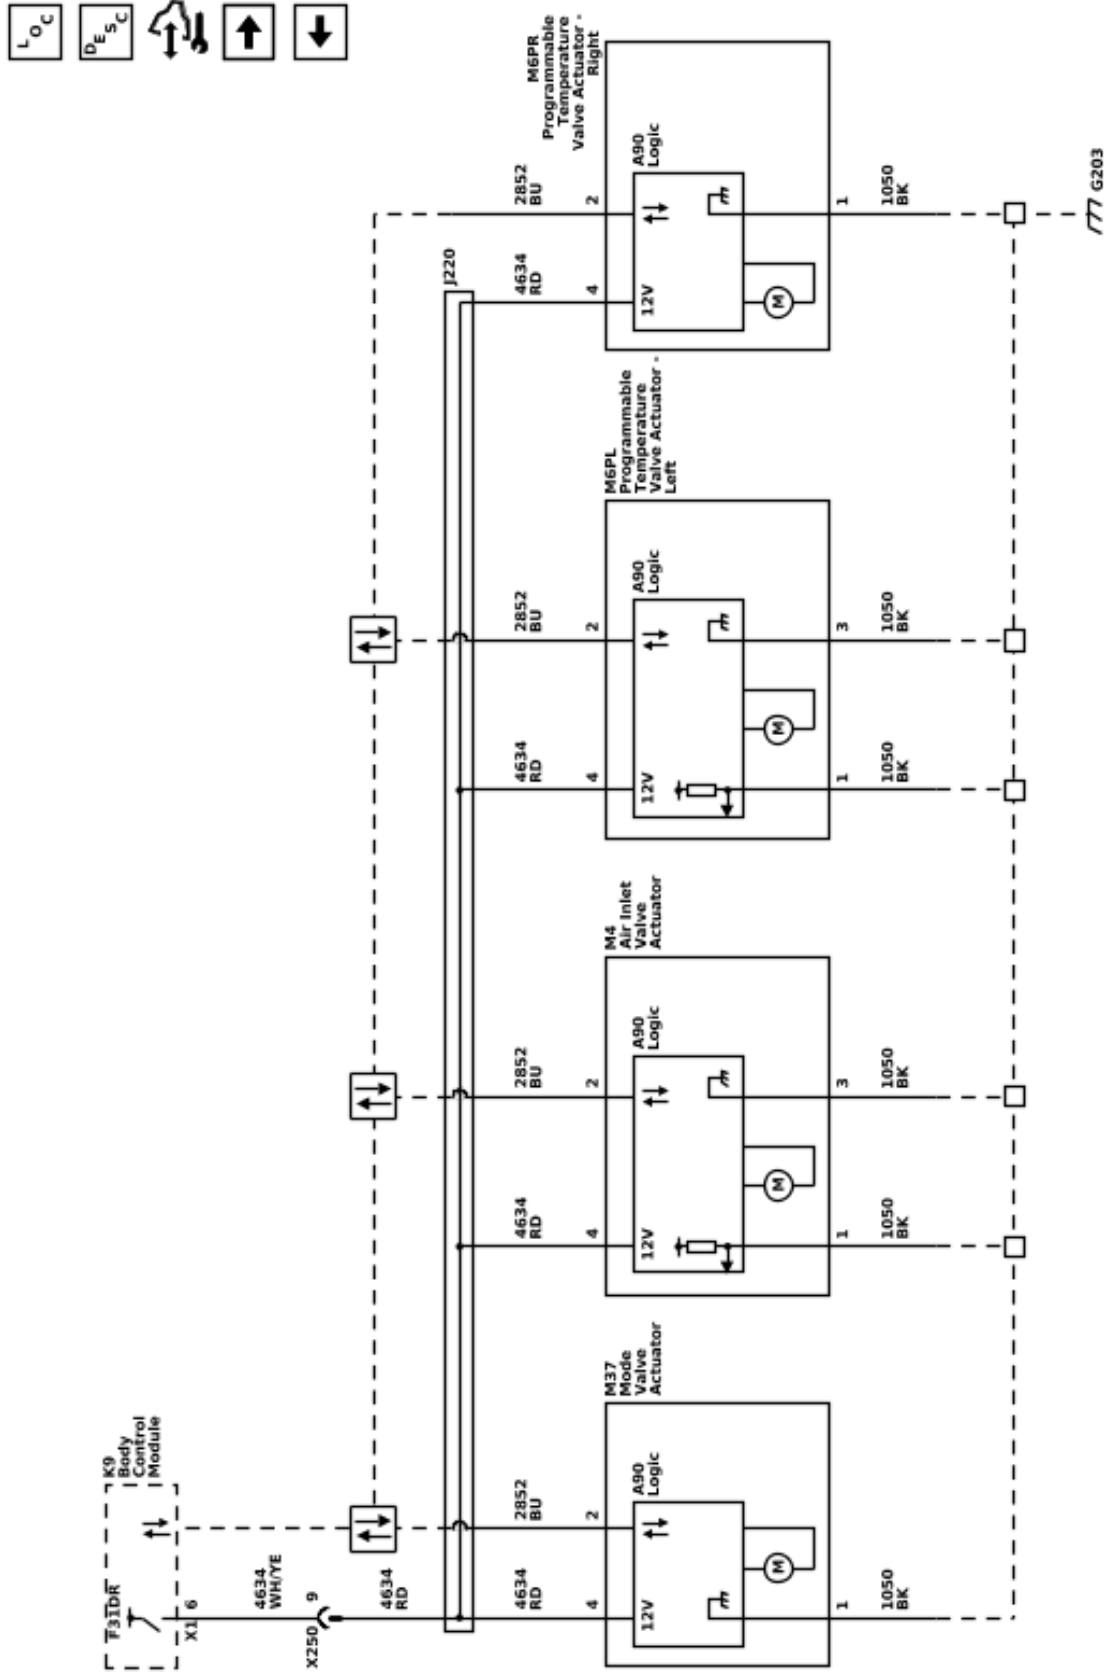 LOC
DESC
K9
Body
Control
Module
F31DR
X1 6
4634
WH/YE
X250 9
4634
RD
J220
4634
RD
2852
BU
4
2
M37
Mode
Valve
Actuator
A90
Logic
12V
M
1
1050
BK
4634
RD
2852
BU
4
2
M4
Air Inlet
Valve
Actuator
A90
Logic
12V
M
1
3
1050
BK
1050
BK
4634
RD
2852
BU
4
2
M6PL
Programmable
Temperature
Valve Actuator -
Left
A90
Logic
12V
M
1
3
1050
BK
1050
BK
4634
RD
2852
BU
4
2
M6PR
Programmable
Temperature
Valve Actuator -
Right
A90
Logic
12V
M
1
1050
BK
G203